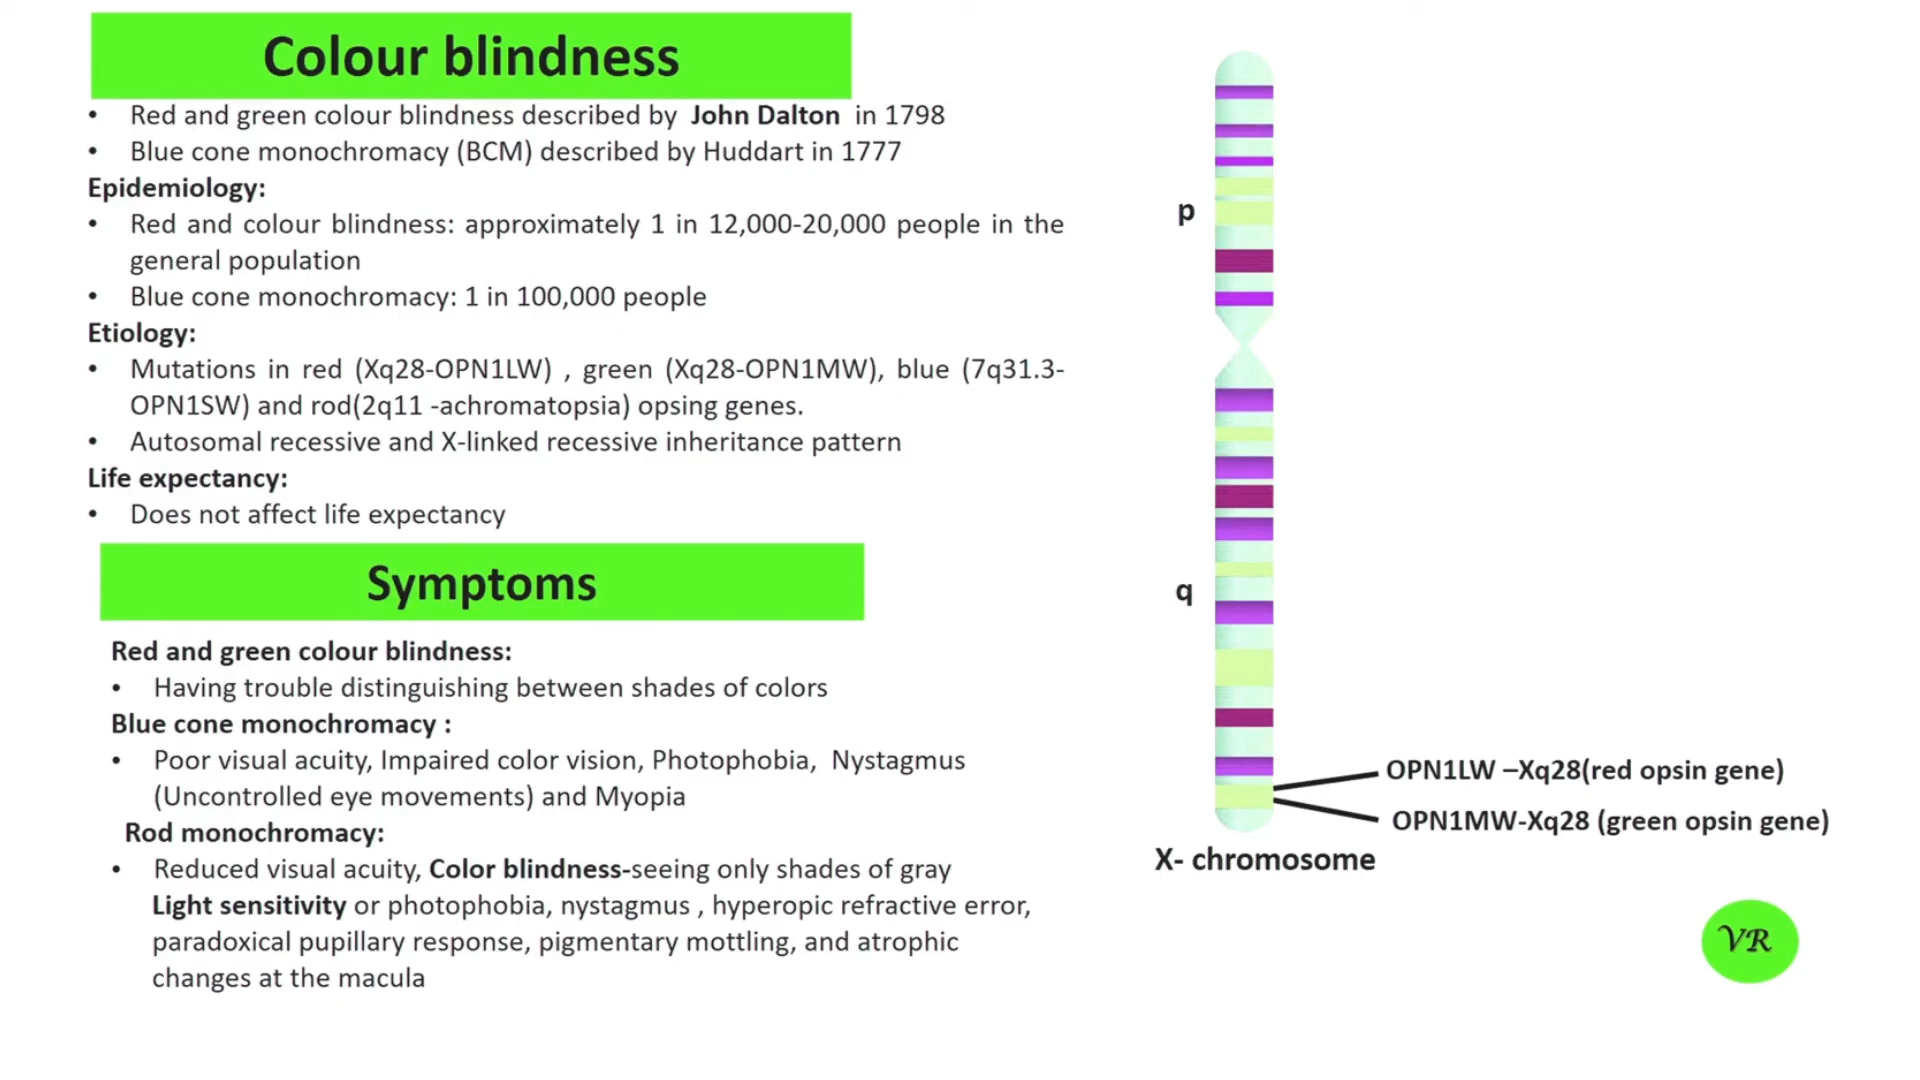 Colour blindness
• Red and green colour blindness described by John Dalton in 1798
• Blue cone monochromacy (BCM) described by Huddart in 1777
Epidemiology:
• Red and colour blindness: approximately 1 in 12,000-20,000 people in the
general population
• Blue cone monochromacy: 1 in 100,000 people
Etiology:
• Mutations in red (Xq28-OPN1LW) , green (Xq28-OPN1MW), blue (7q31.3-
OPN1SW) and rod(2q11 -achromatopsia) opsing genes.
• Autosomal recessive and X-linked recessive inheritance pattern
Life expectancy:
• Does not affect life expectancy
Symptoms
Red and green colour blindness:
• Having trouble distinguishing between shades of colors
Blue cone monochromacy :
• Poor visual acuity, Impaired color vision, Photophobia, Nystagmus
(Uncontrolled eye movements) and Myopia
Rod monochromacy:
• Reduced visual acuity, Color blindness-seeing only shades of gray
Light sensitivity or photophobia, nystagmus , hyperopic refractive error,
paradoxical pupillary response, pigmentary mottling, and atrophic
changes at the macula
p
q
OPN1LW –Xq28(red opsin gene)
OPN1MW-Xq28 (green opsin gene)
X- chromosome
VR